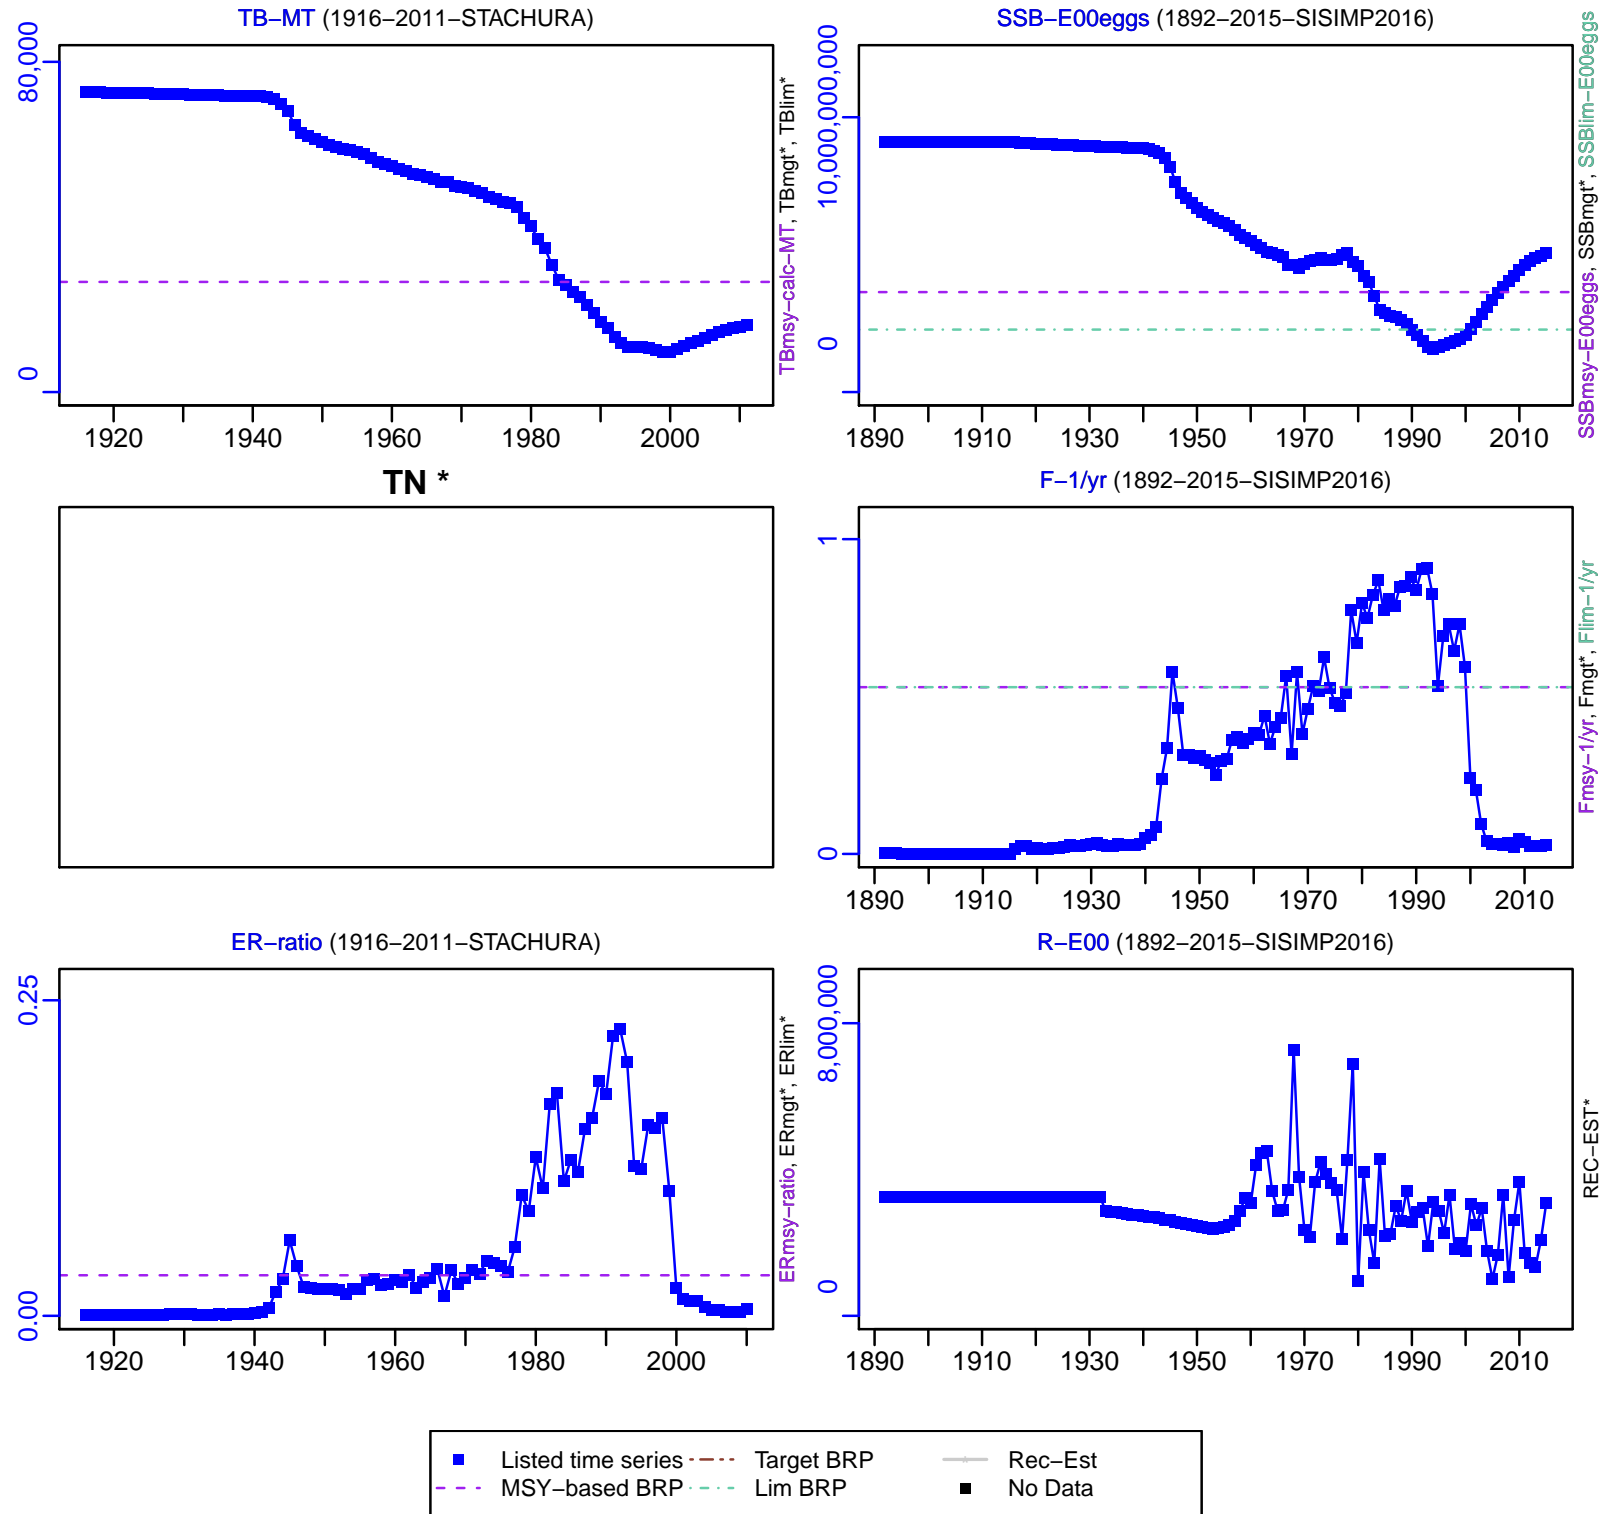 TB−MT (1916−2011−STACHURA)
80,000
0
1920 1940 1960 1980 2000
TBmsy−calc−MT, TBmgt*, TBlim*
SSB−E00eggs (1892−2015−SISIMP2016)
10,000,000
0
1890 1910 1930 1950 1970 1990 2010
SSBmsy−E00eggs, SSBmgt*, SSBlim−E00eggs
TN *
F−1/yr (1892−2015−SISIMP2016)
1
0
1890 1910 1930 1950 1970 1990 2010
Fmsy−1/yr, Fmgt*, Flim−1/yr
ER−ratio (1916−2011−STACHURA)
0.25
0.00
1920 1940 1960 1980 2000
ERmsy−ratio, ERmgt*, ERlim*
R−E00 (1892−2015−SISIMP2016)
8,000,000
0
1890 1910 1930 1950 1970 1990 2010
REC−EST*
Listed time series Target BRP Rec−Est
MSY−based BRP Lim BRP No Data